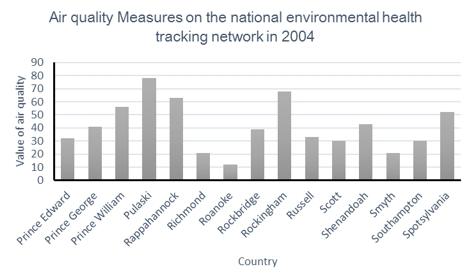 Air quality Measures on the national environmental health
tracking network in 2004
Value of air quality
90
80
70
60
50
40
30
20
10
0
Prince Edward
Prince George
Prince William
Pulaski
Rappahannock
Richmond
Roanoke
Rockbridge
Rockingham
Russell
Scott
Shenandoah
Smyth
Southampton
Spotsylvania
Country